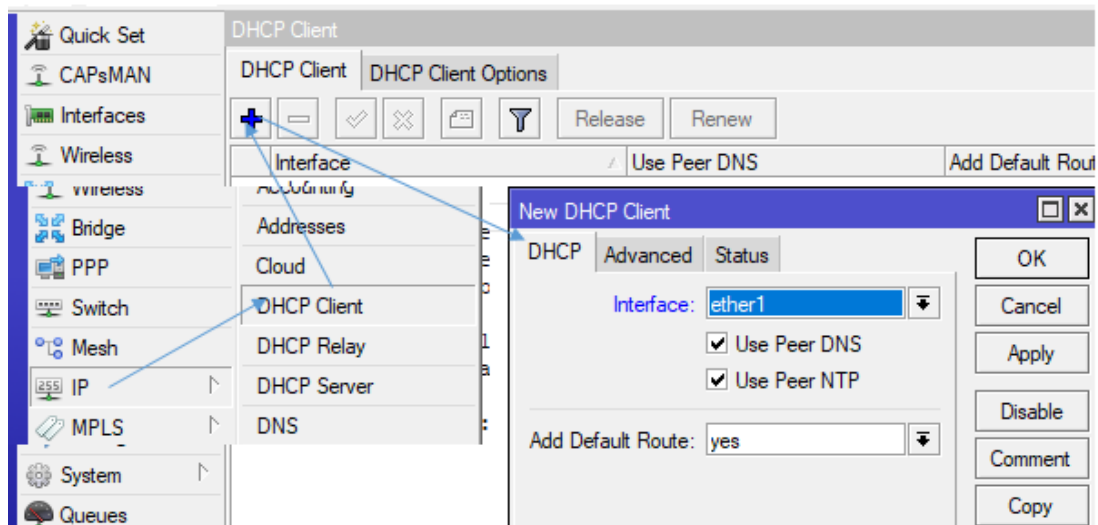 Quick Set
CAPsMAN
Interfaces
Wireless
Wireless
Bridge
PPP
Switch
Mesh
255 IP
MPLS
System
Queues
DHCP Client
DHCP Client DHCP Client Options
Release Renew
Interface Use Peer DNS Add Default Rout
Accounting
Addresses
Cloud
DHCP Client
DHCP Relay
DHCP Server
DNS
New DHCP Client
DHCP Advanced Status
Interface: ether1
Use Peer DNS
Use Peer NTP
Add Default Route: yes
OK
Cancel
Apply
Disable
Comment
Copy